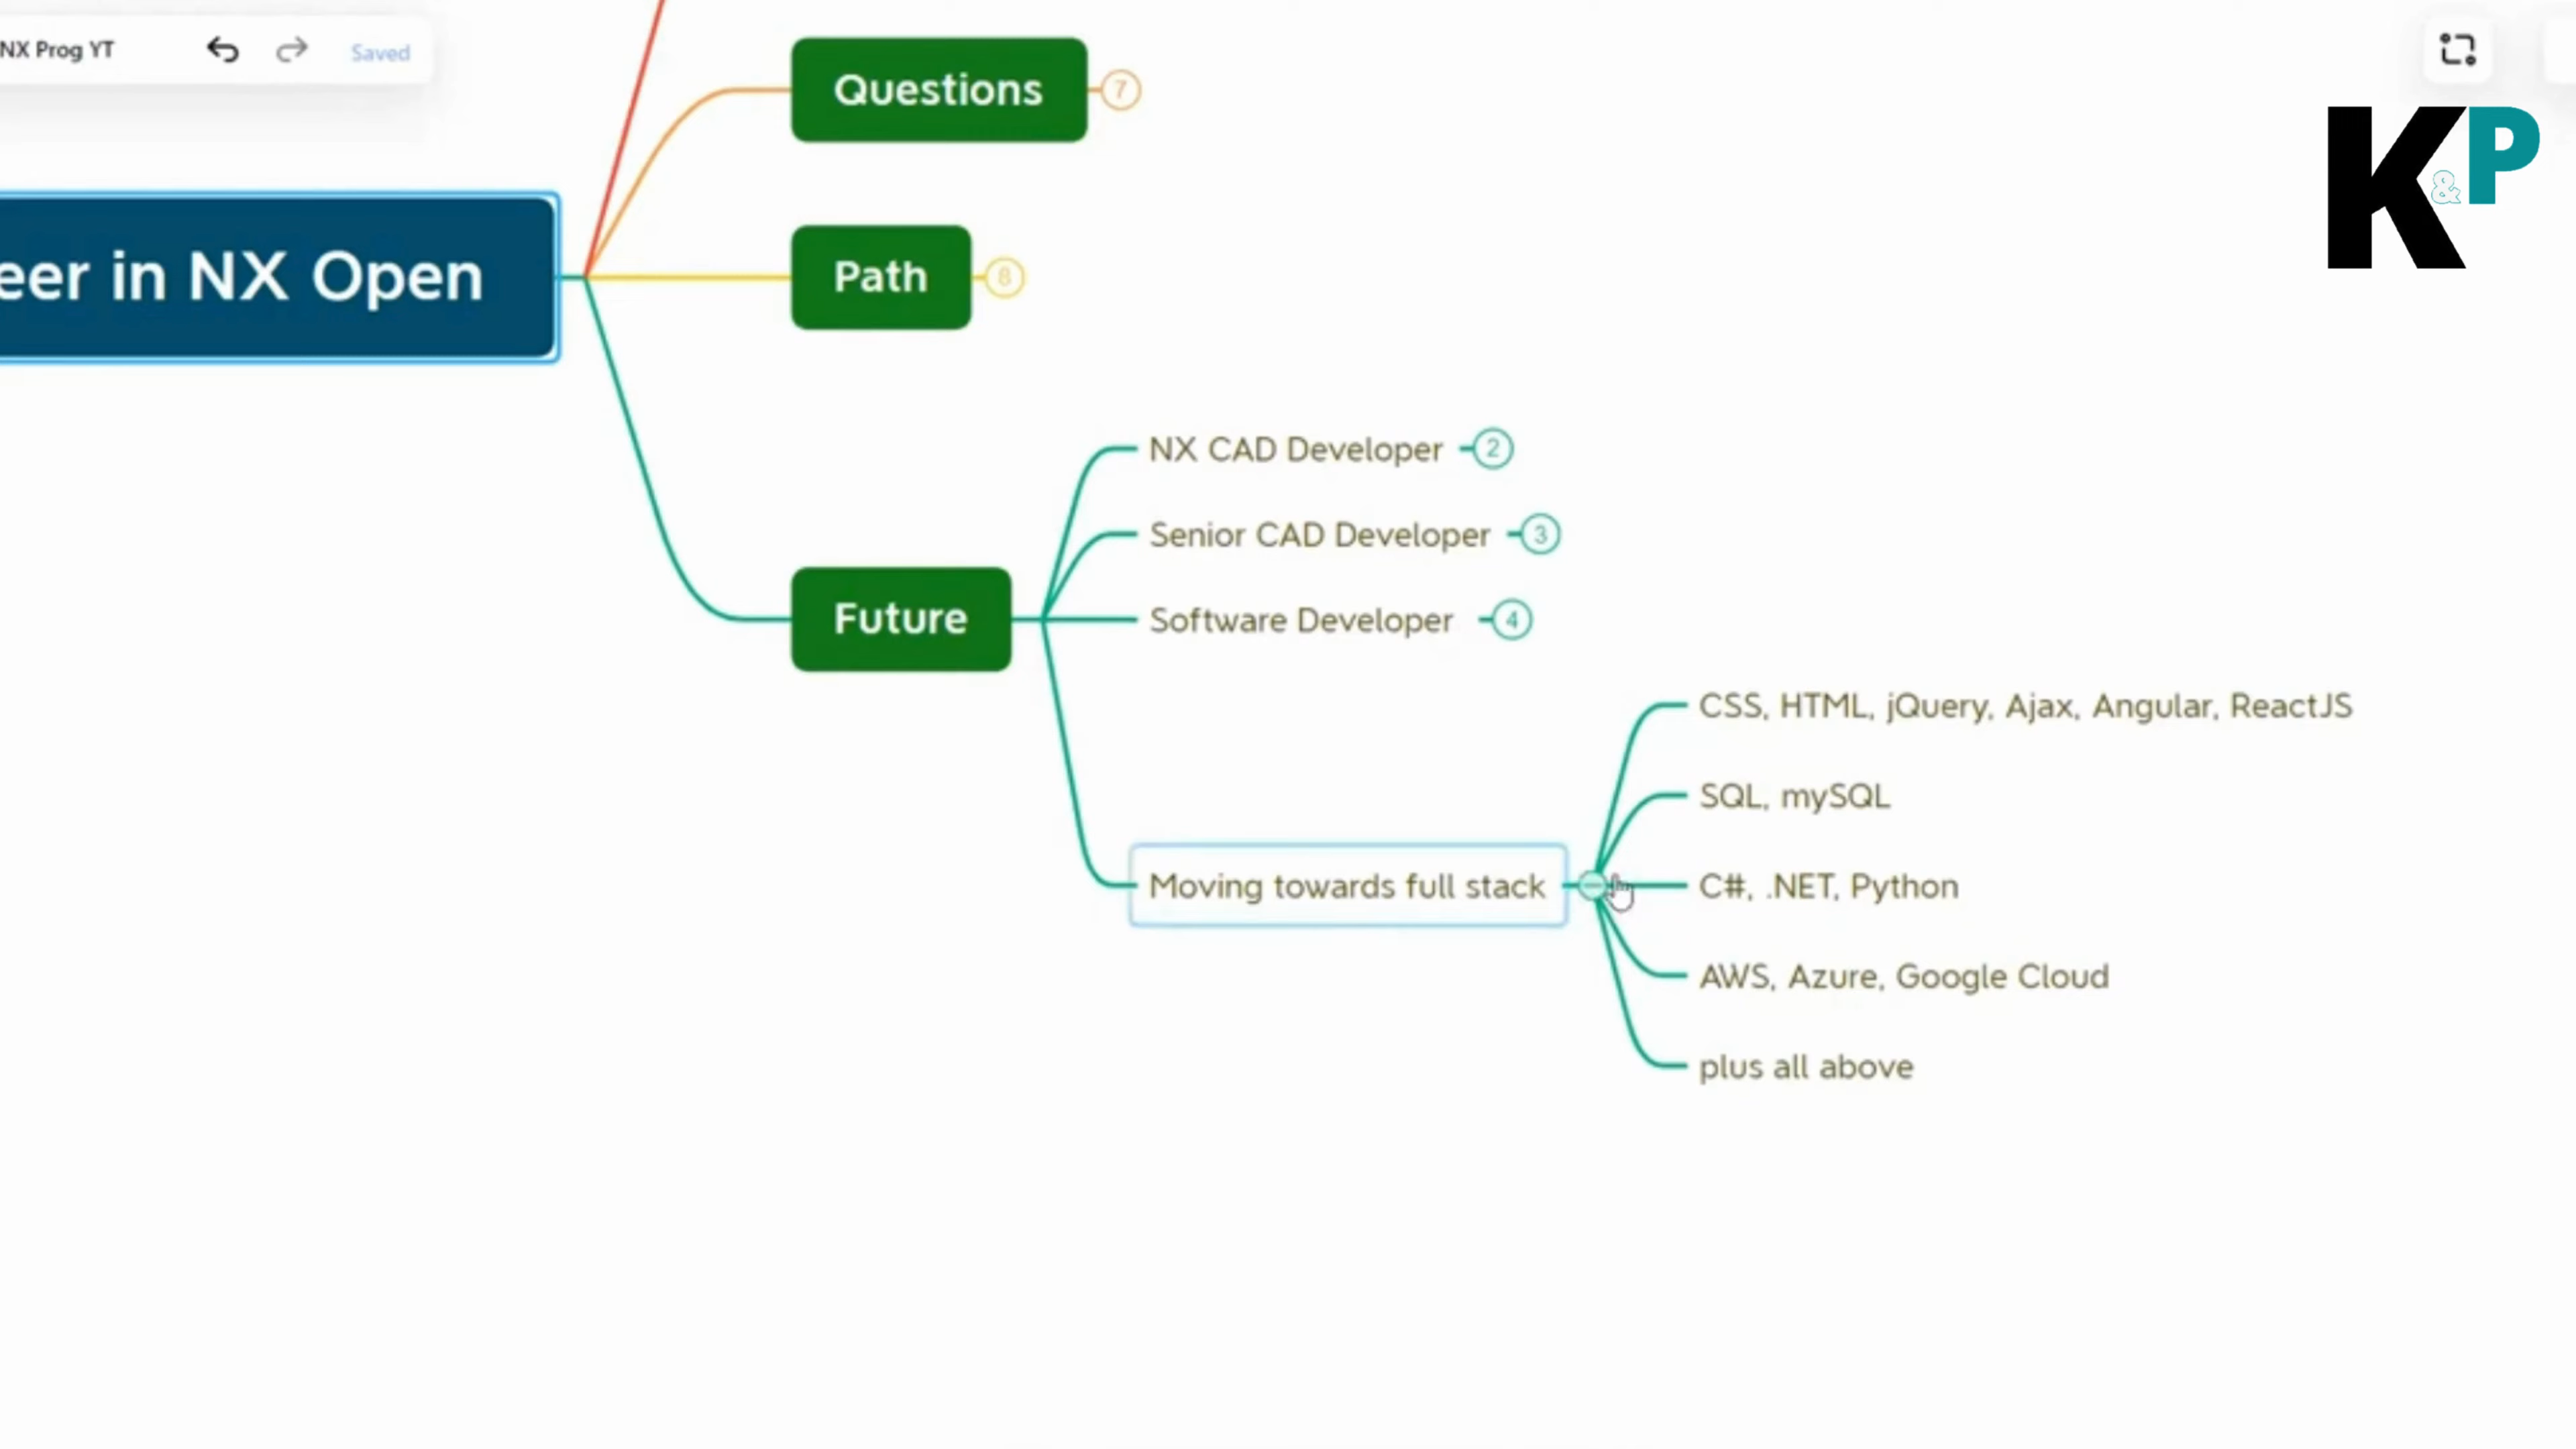 NX Prog YT
Saved
K&P
Questions
7
eer in NX Open
Path
8
NX CAD Developer
2
Senior CAD Developer
3
Future
Software Developer
4
CSS, HTML, jQuery, Ajax, Angular, ReactJS
SQL, mySQL
Moving towards full stack
C#, .NET, Python
AWS, Azure, Google Cloud
plus all above